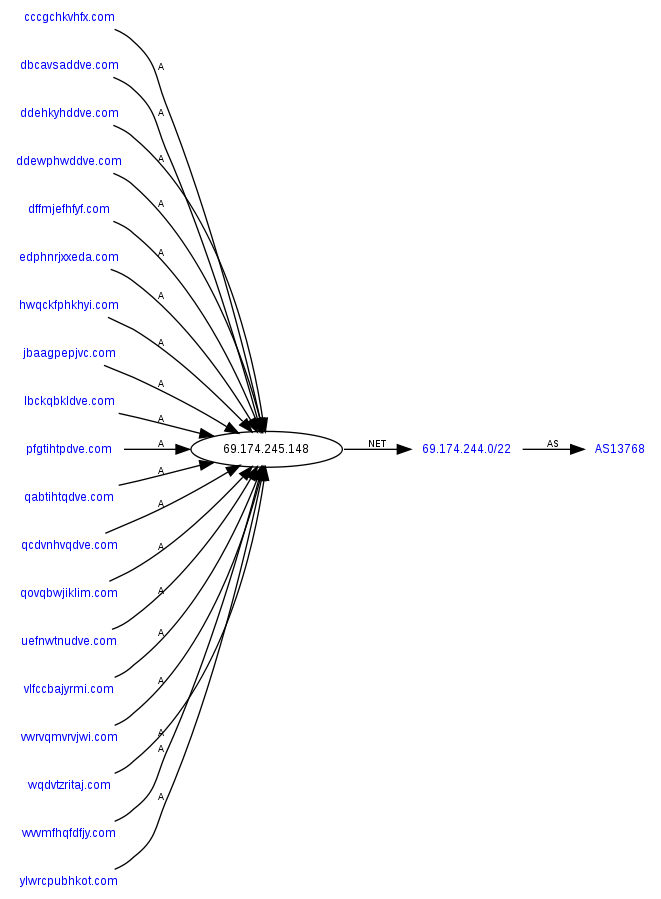 cccgchkvhfx.com
A
dbcavsaddve.com
A
ddehkyhddve.com
A
ddewphwddve.com
A
dffmjefhfyf.com
A
edphnrjxxeda.com
A
hwqckfphkhyi.com
A
jbaagpepjvc.com
A
lbckqbkldve.com
A
pfgtihtpdve.com
A
69.174.245.148
NET
69.174.244.0/22
AS
AS13768
qabtihtqdve.com
A
qcdvnhvqdve.com
A
qovqbwjiklim.com
A
uefnwtnudve.com
A
vlfccbajyrmi.com
A
vwrvqmvrvjwi.com
A
wqdvtzritaj.com
A
wvvmfhqfdfjy.com
A
ylwrcpubhkot.com
A